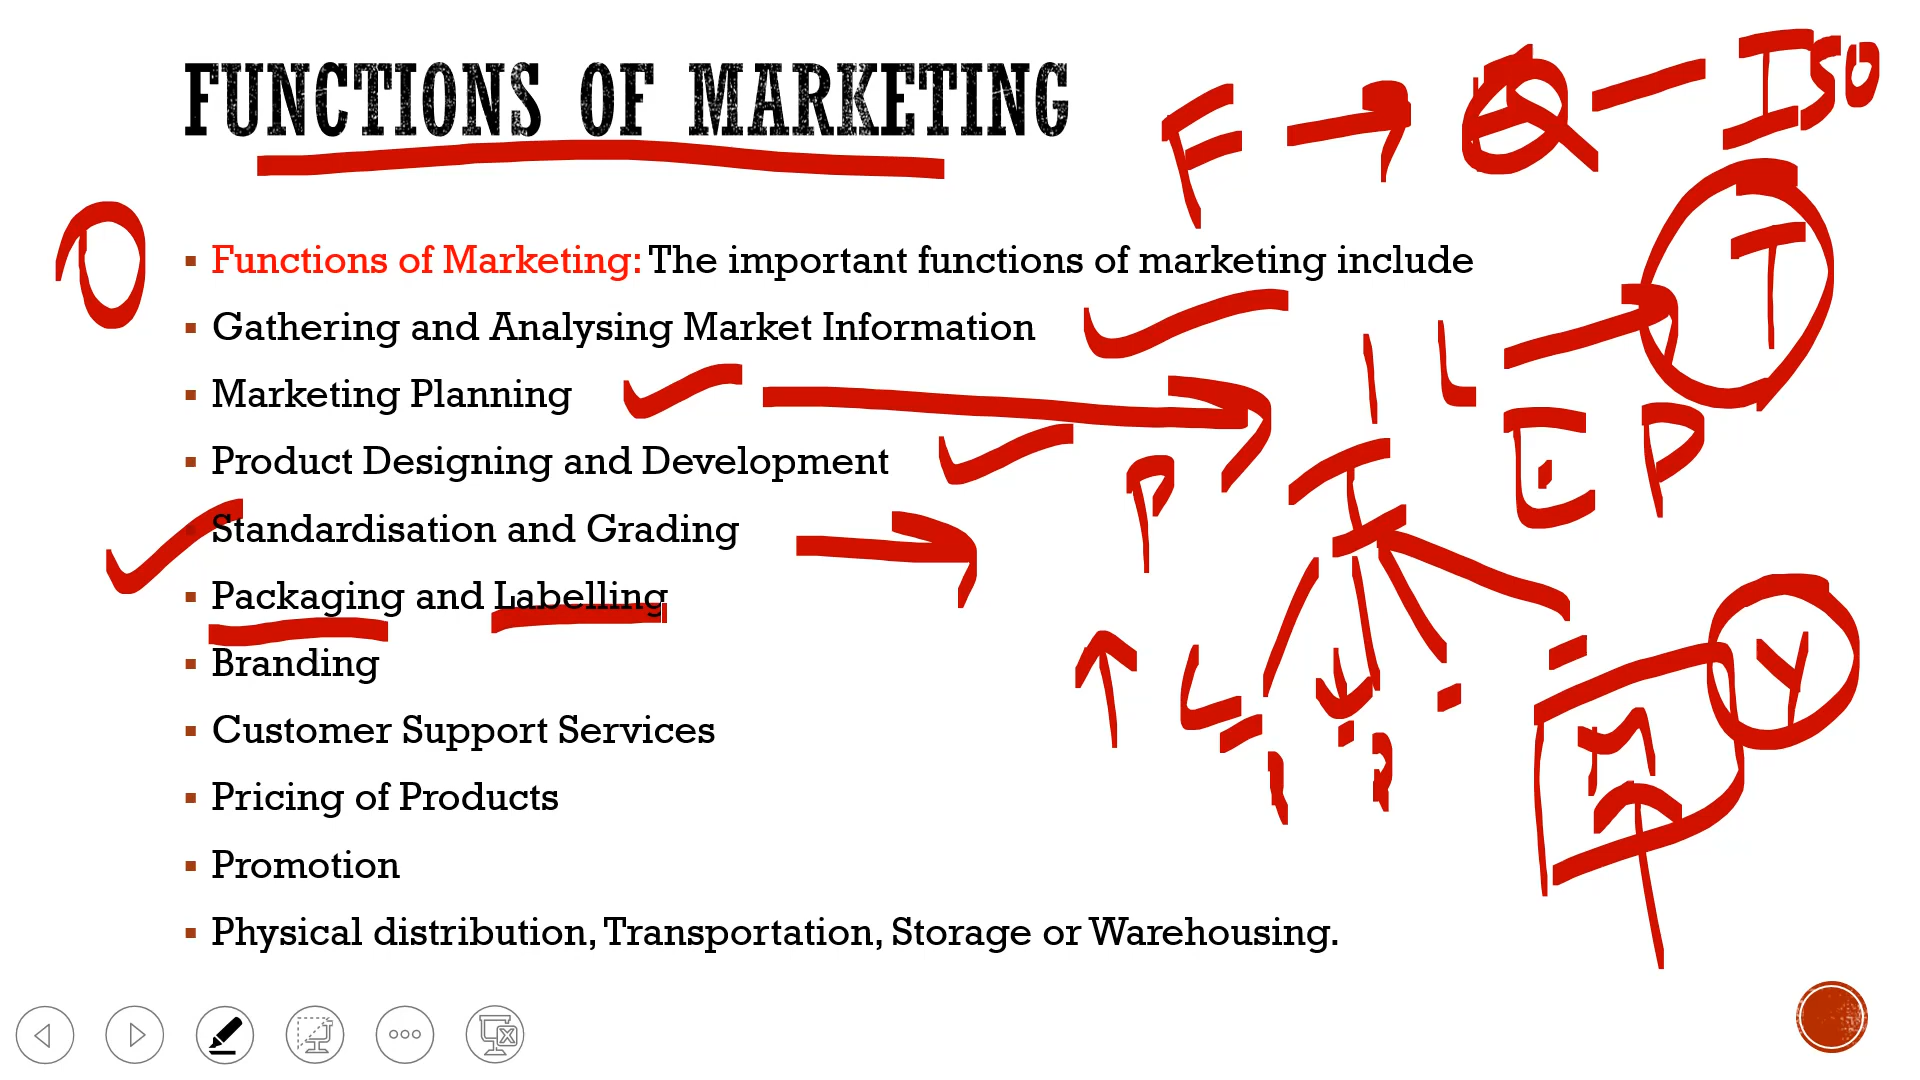 FUNCTIONS OF MARKETING
F → Q — ISO
Functions of Marketing: The important functions of marketing include
T
Gathering and Analysing Market Information
L
Marketing Planning
E P
Product Designing and Development
P I
Standardisation and Grading
Packaging and Labelling
Branding
L
Y
Customer Support Services
Pricing of Products
Promotion
Physical distribution, Transportation, Storage or Warehousing.